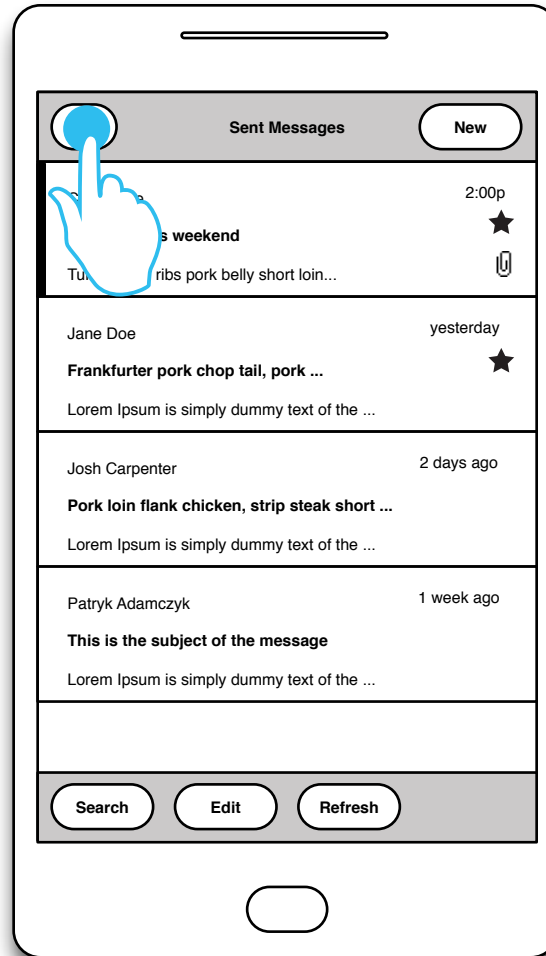 Sent Messages
New
2:00p
weekend
ribs pork belly short loin...
Jane Doe
yesterday
Frankfurter pork chop tail, pork ...
Lorem Ipsum is simply dummy text of the ...
Josh Carpenter
2 days ago
Pork loin flank chicken, strip steak short ...
Lorem Ipsum is simply dummy text of the ...
Patryk Adamczyk
1 week ago
This is the subject of the message
Lorem Ipsum is simply dummy text of the ...
Search
Edit
Refresh